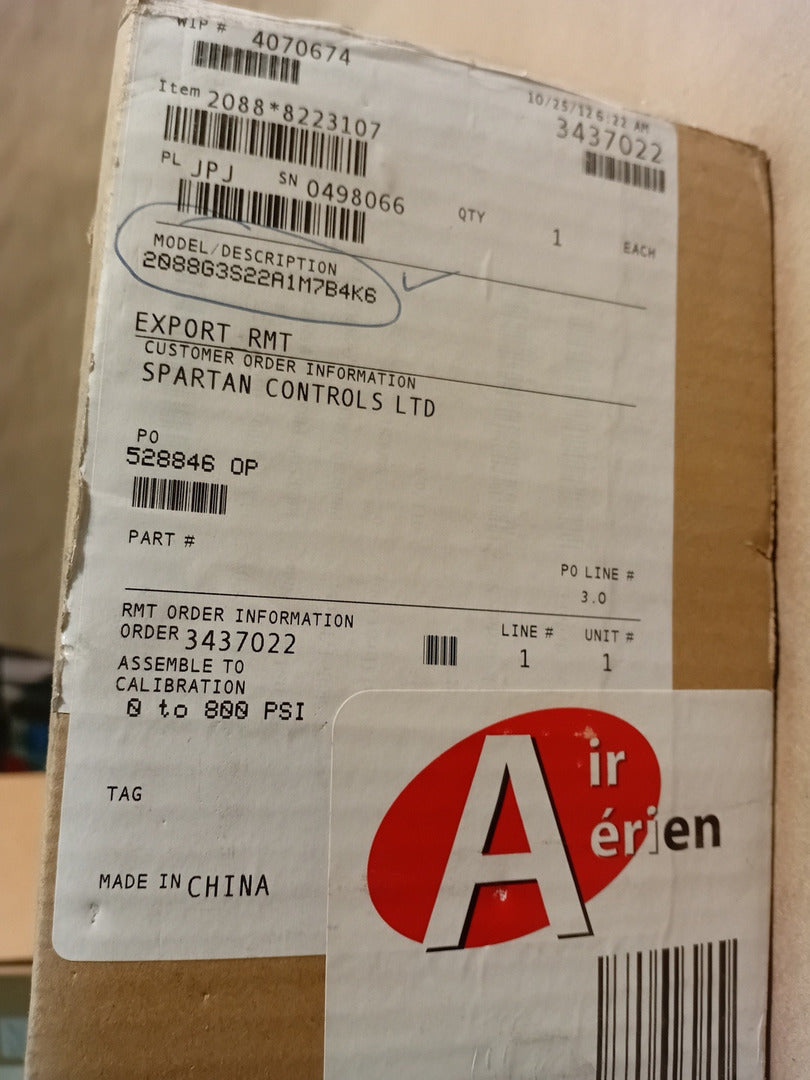 WIP # 4070674
10/25/12 6:22 AM
Item 2088*8223107
3437022
PL JPJ SN 0498066
QTY 1 EACH
MODEL/DESCRIPTION
2088G3S22A1M7B4K6
EXPORT RMT
CUSTOMER ORDER INFORMATION
SPARTAN CONTROLS LTD
PO
528846 OP
PART #
PO LINE #
3.0
RMT ORDER INFORMATION
ORDER 3437022
LINE # UNIT #
1 1
ASSEMBLE TO
CALIBRATION
0 to 800 PSI
TAG
MADE IN CHINA
Air
Aérien